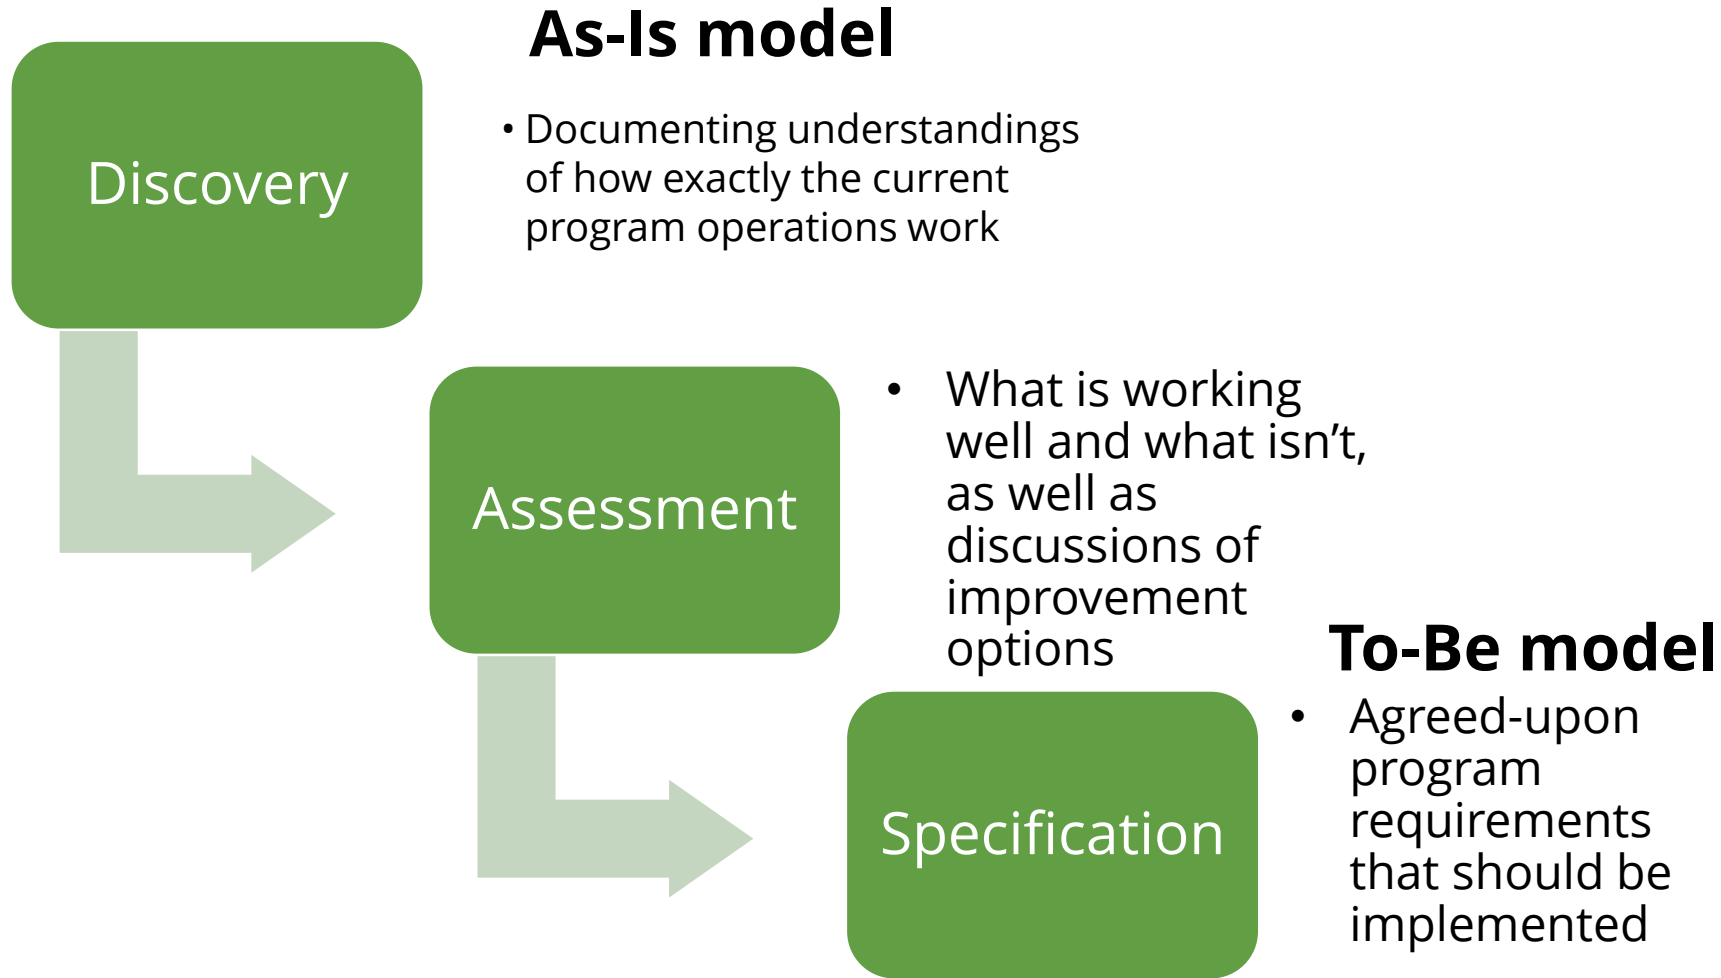 As-Is model
Discovery
• Documenting understandings
of how exactly the current
program operations work
Assessment
• What is working
well and what isn’t,
as well as
discussions of
improvement
options
To-Be model
Specification
• Agreed-upon
program
requirements
that should be
implemented